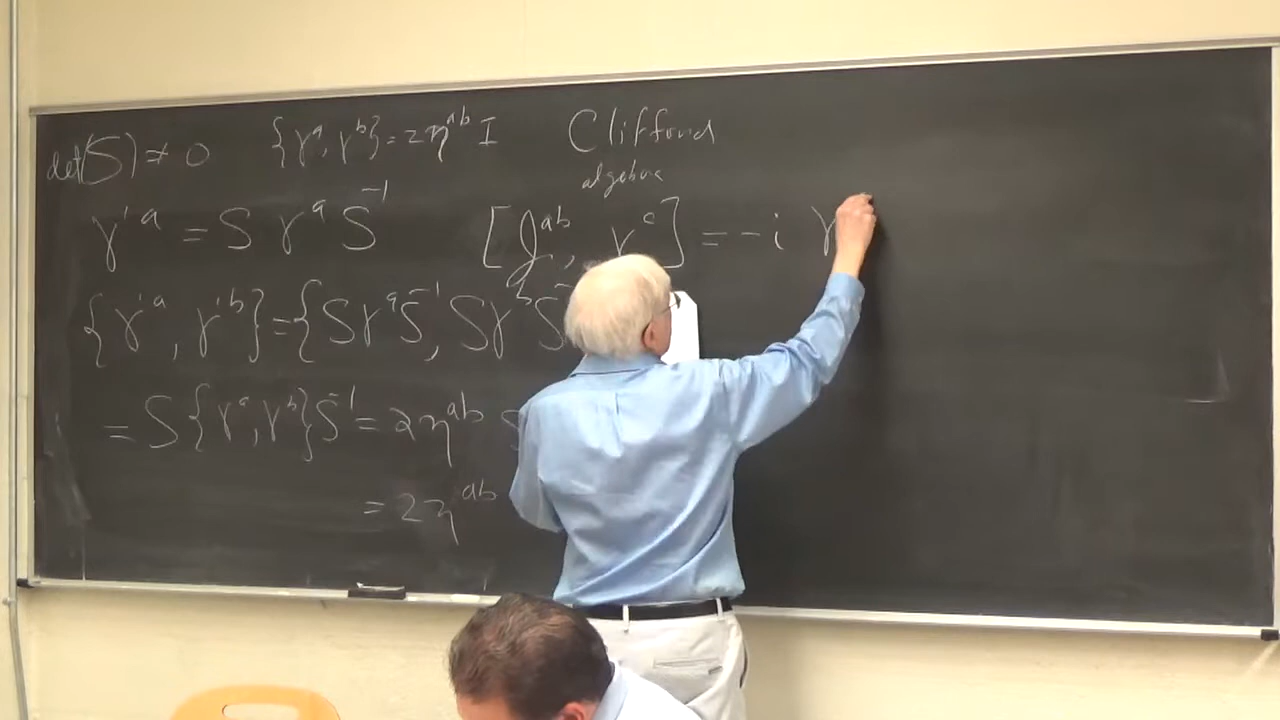 det(S) ≠ 0 {γ^a, γ^b} = 2η^{ab} I Clifford
algebra
γ'^a = S γ^a S^{-1} [J^{ab}, γ^c] = -i γ
{γ'^a, γ'^b} = {Sγ^a S^{-1}, Sγ^b S^{-
= S{γ^a, γ^b}S^{-1} = 2η^{ab} S
= 2η^{ab}